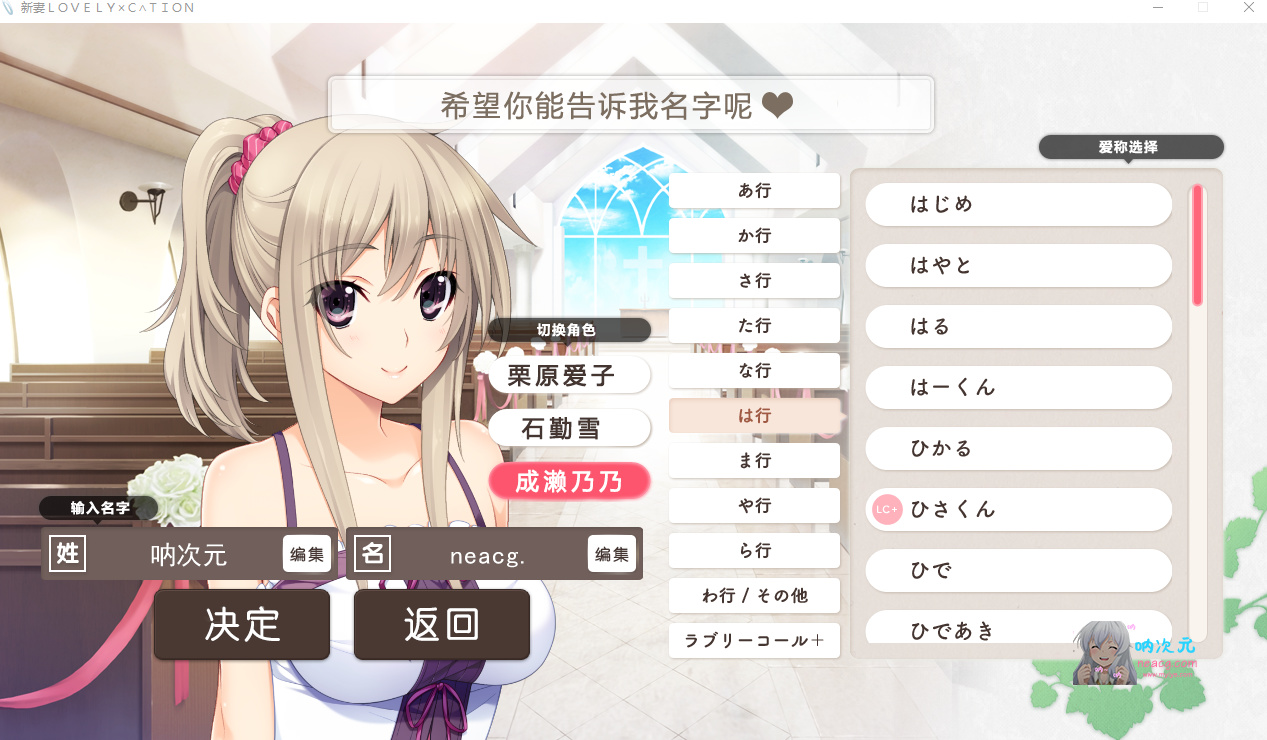 新妻LOVELY×CΛTION
希望你能告诉我名字呢❤
爱称选择
あ行
か行
さ行
た行
な行
は行
ま行
や行
ら行
わ行 / その他
ラブリーコール＋
はじめ
はやと
はる
はーくん
ひかる
LC+ ひさくん
ひで
ひであき
切换角色
栗原爱子
石勤雪
成濑乃乃
输入名字
姓 呐次元 编集
名 neacg. 编集
决定
返回
呐次元
neacg.com